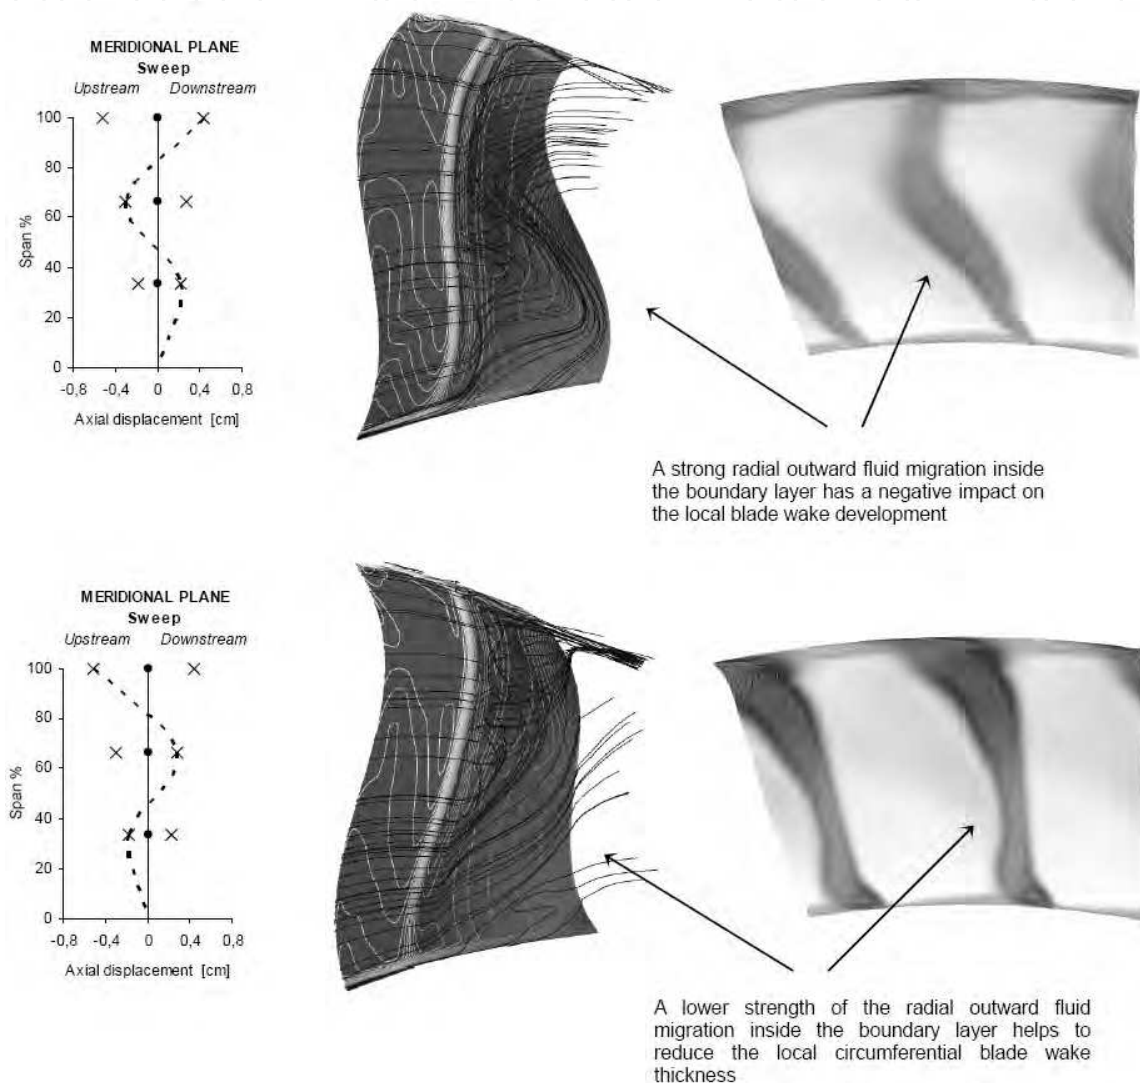 MERIDIONAL PLANE
Sweep
Upstream Downstream
100
80
60
40
20
0
Span %
-0,8 -0,4 0 0,4 0,8
Axial displacement [cm]
A strong radial outward fluid migration inside
the boundary layer has a negative impact on
the local blade wake development
MERIDIONAL PLANE
Sweep
Upstream Downstream
100
80
60
40
20
0
Span %
-0,8 -0,4 0 0,4 0,8
Axial displacement [cm]
A lower strength of the radial outward fluid
migration inside the boundary layer helps to
reduce the local circumferential blade wake
thickness